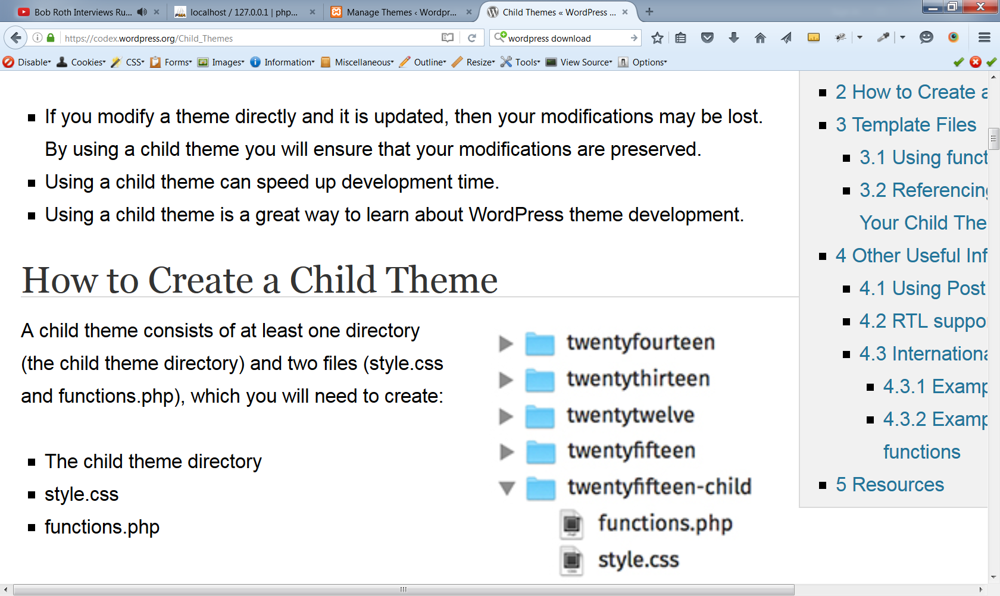 Bob Roth Interviews Ru...
localhost / 127.0.0.1 | php...
Manage Themes ‹ Wordpr...
Child Themes « WordPress ...
https://codex.wordpress.org/Child_Themes
wordpress download
Disable
Cookies
CSS
Forms
Images
Information
Miscellaneous
Outline
Resize
Tools
View Source
Options
If you modify a theme directly and it is updated, then your modifications may be lost.
By using a child theme you will ensure that your modifications are preserved.
Using a child theme can speed up development time.
Using a child theme is a great way to learn about WordPress theme development.
How to Create a Child Theme
A child theme consists of at least one directory
(the child theme directory) and two files (style.css
and functions.php), which you will need to create:
The child theme directory
style.css
functions.php
twentyfourteen
twentythirteen
twentytwelve
twentyfifteen
twentyfifteen-child
functions.php
style.css
2 How to Create a
3 Template Files
3.1 Using funct
3.2 Referencing
Your Child The
4 Other Useful Inf
4.1 Using Post
4.2 RTL suppo
4.3 Internationa
4.3.1 Examp
4.3.2 Examp
functions
5 Resources